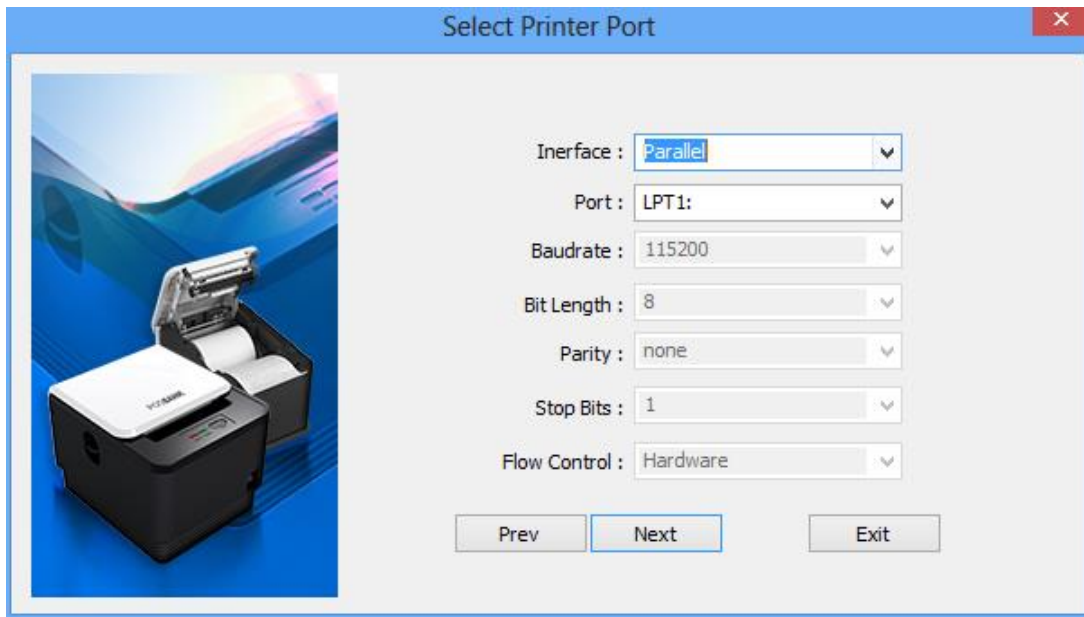 Select Printer Port
Inerface : Parallel
Port : LPT1:
Baudrate : 115200
Bit Length : 8
Parity : none
Stop Bits : 1
Flow Control : Hardware
POSBANK
Prev Next Exit